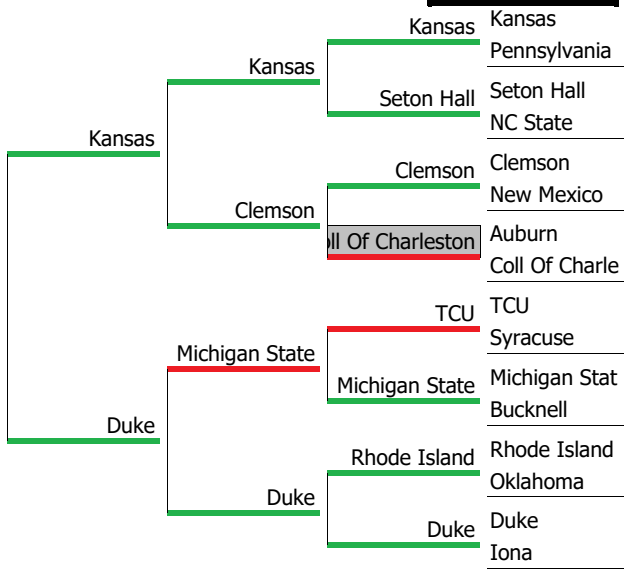 Kansas
Pennsylvania
Seton Hall
NC State
Clemson
New Mexico
Auburn
Coll Of Charle
TCU
Syracuse
Michigan Stat
Bucknell
Rhode Island
Oklahoma
Duke
Iona
Kansas
Seton Hall
Clemson
ll Of Charleston
TCU
Michigan State
Rhode Island
Duke
Kansas
Clemson
Michigan State
Duke
Kansas
Duke